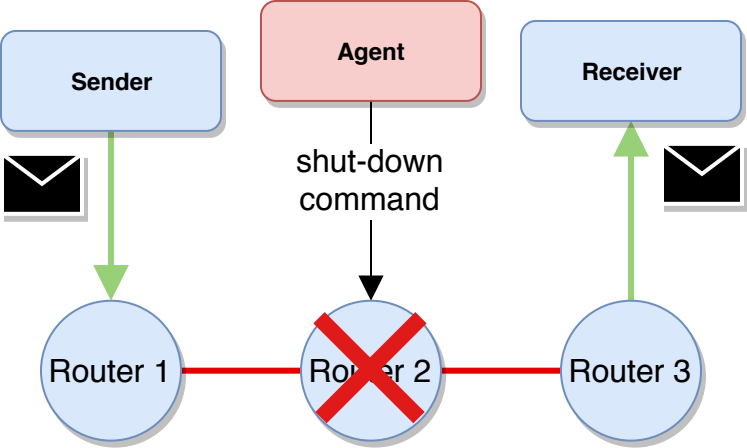 Sender
Agent
Receiver
shut-down
command
Router 1
Router 2
Router 3